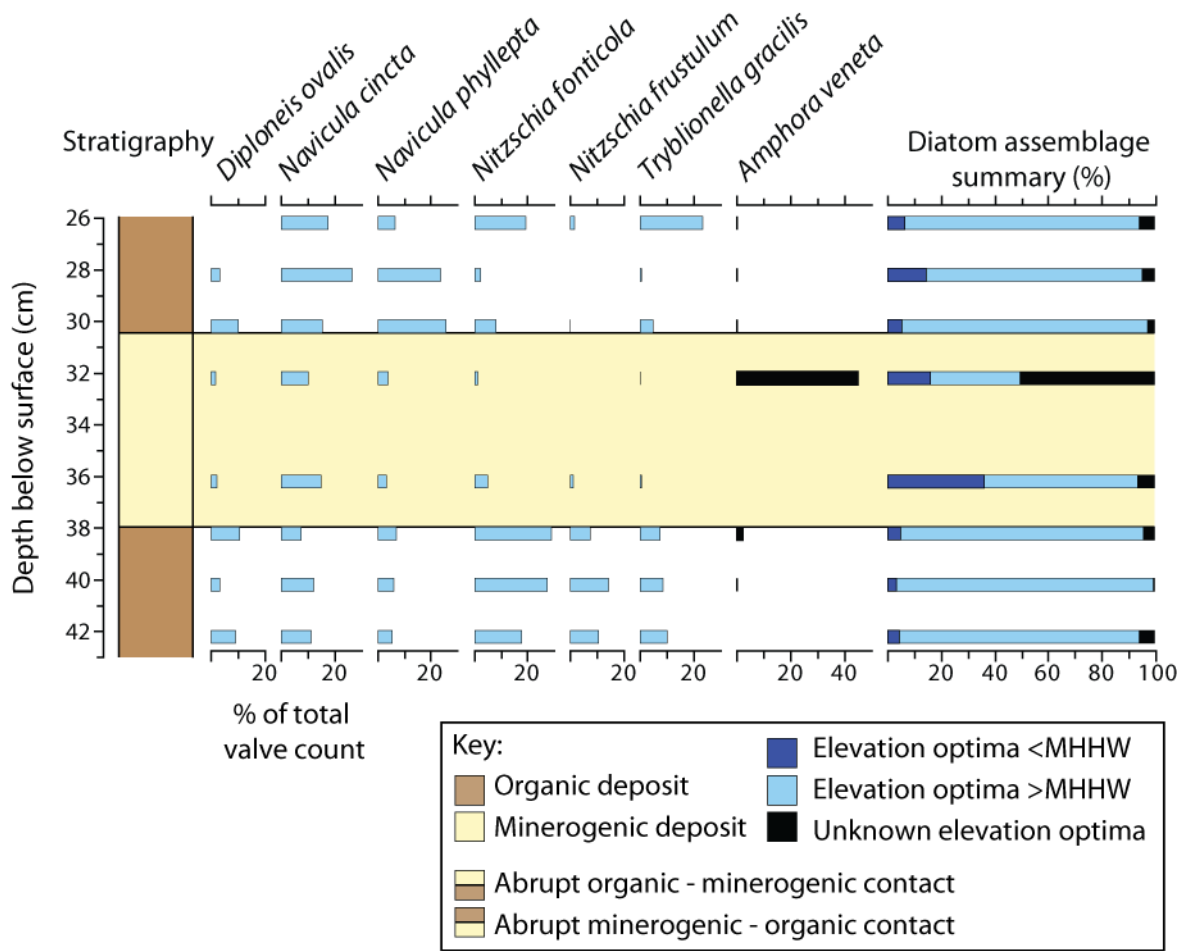 Stratigraphy
Diploneis ovalis
Navicula cincta
Navicula phyllepta
Nitzschia fonticola
Nitzschia frustulum
Tryblionella gracilis
Amphora veneta
Diatom assemblage
summary (%)
Depth below surface (cm)
26
28
30
32
34
36
38
40
42
20
20
20
20
20
20
20 40
20 40 60 80 100
% of total
valve count
Key:
Organic deposit
Minerogenic deposit
Abrupt organic - minerogenic contact
Abrupt minerogenic - organic contact
Elevation optima <MHHW
Elevation optima >MHHW
Unknown elevation optima